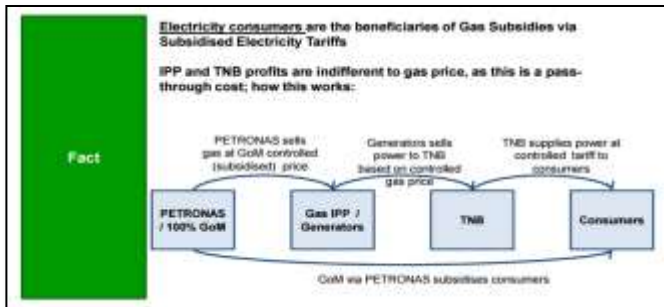 Electricity consumers are the beneficiaries of Gas Subsidies via
Subsidised Electricity Tariffs
IPP and TNB profits are indifferent to gas price, as this is a pass-
through cost; how this works:
Fact
PETRONAS sells
gas at GoM controlled
(subsidised) price
Generators sells
power to TNB
based on controlled
gas price
TNB supplies power at
controlled tariff to
consumers
PETRONAS
/ 100% GoM
Gas IPP /
Generators
TNB
Consumers
GoM via PETRONAS subsidises consumers